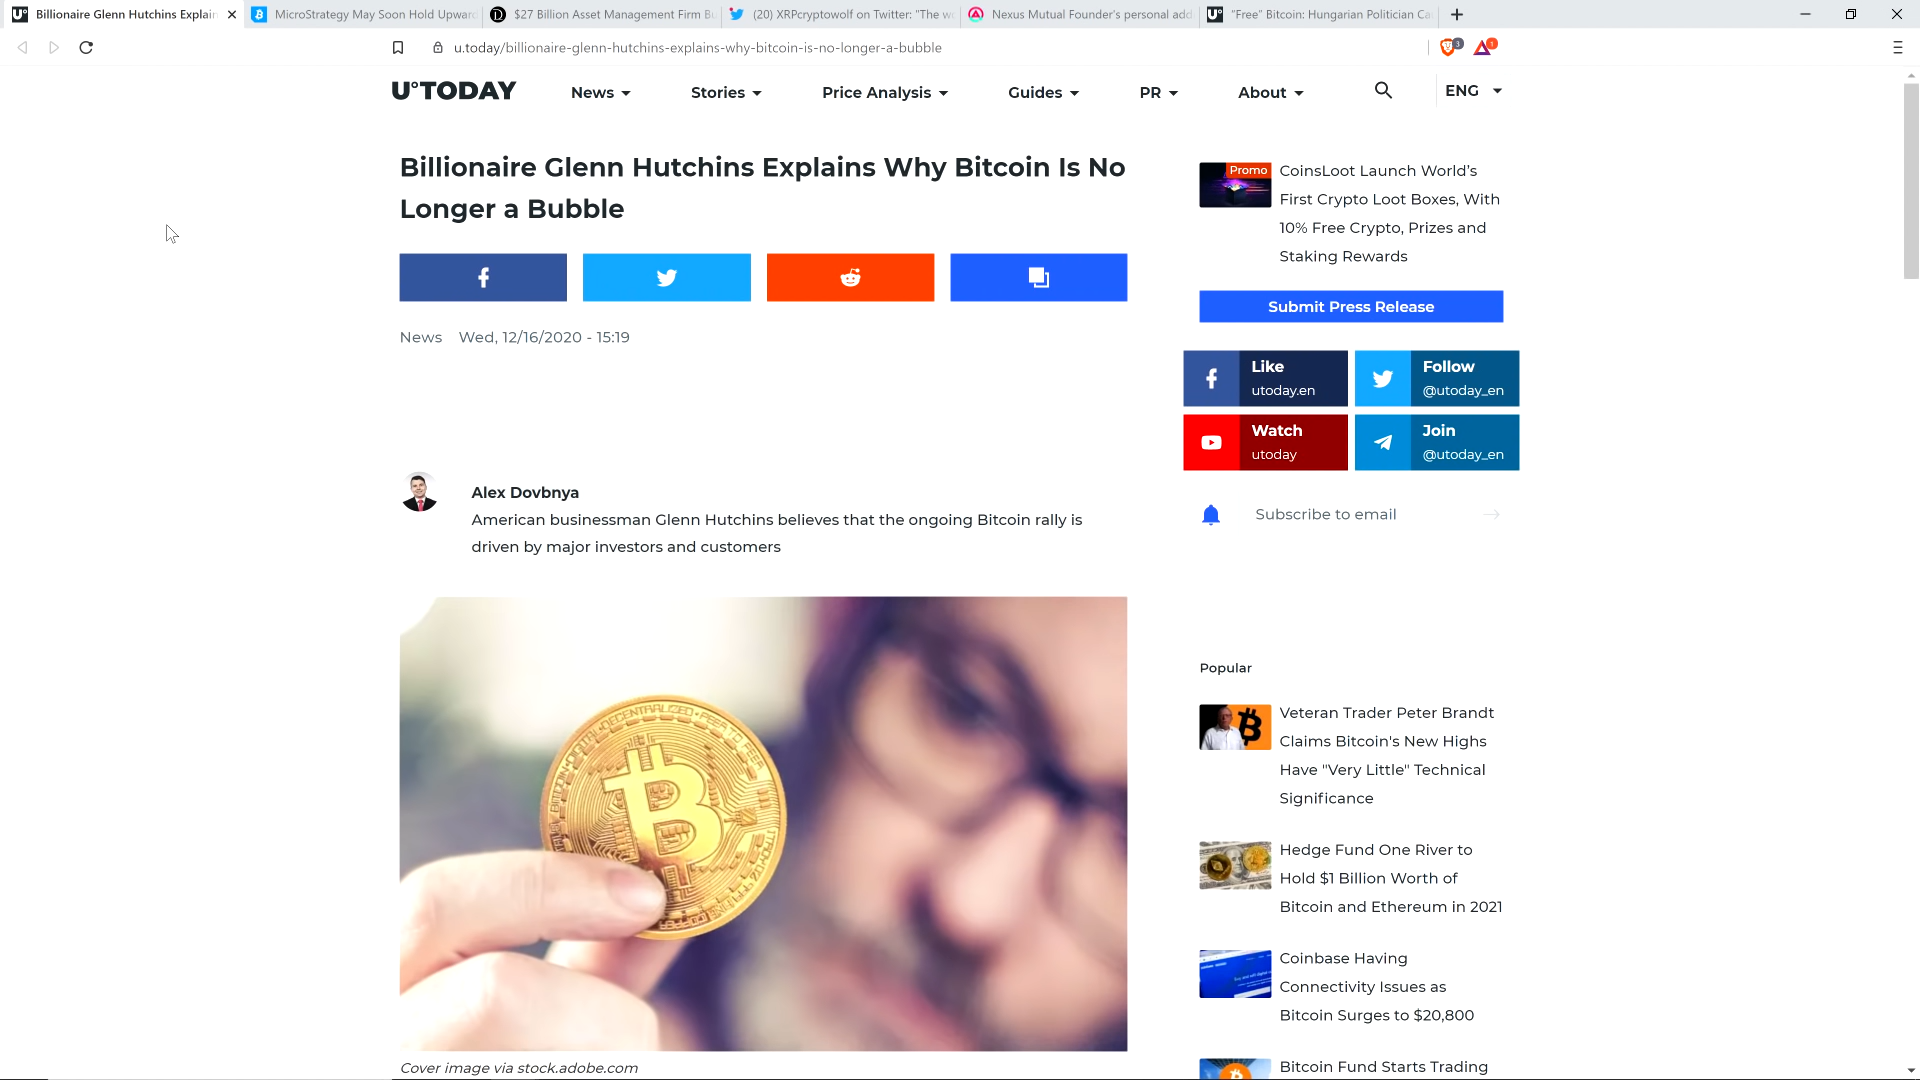 Billionaire Glenn Hutchins Explain
MicroStrategy May Soon Hold Upward
$27 Billion Asset Management Firm Bu
(20) XRPcryptowolf on Twitter: "The w
Nexus Mutual Founder's personal add
"Free" Bitcoin: Hungarian Politician Ca
u.today/billionaire-glenn-hutchins-explains-why-bitcoin-is-no-longer-a-bubble
3
1
U°TODAY
News
Stories
Price Analysis
Guides
PR
About
ENG
Billionaire Glenn Hutchins Explains Why Bitcoin Is No
Longer a Bubble
News Wed, 12/16/2020 - 15:19
Alex Dovbnya
American businessman Glenn Hutchins believes that the ongoing Bitcoin rally is
driven by major investors and customers
DECENTRALIZED • PEER TO PEER
Cover image via stock.adobe.com
Promo
CoinsLoot Launch World's
First Crypto Loot Boxes, With
10% Free Crypto, Prizes and
Staking Rewards
Submit Press Release
Like
utoday.en
Follow
@utoday_en
Watch
utoday
Join
@utoday_en
Subscribe to email
Popular
Veteran Trader Peter Brandt
Claims Bitcoin's New Highs
Have "Very Little" Technical
Significance
Hedge Fund One River to
Hold $1 Billion Worth of
Bitcoin and Ethereum in 2021
Coinbase Having
Connectivity Issues as
Bitcoin Surges to $20,800
Bitcoin Fund Starts Trading